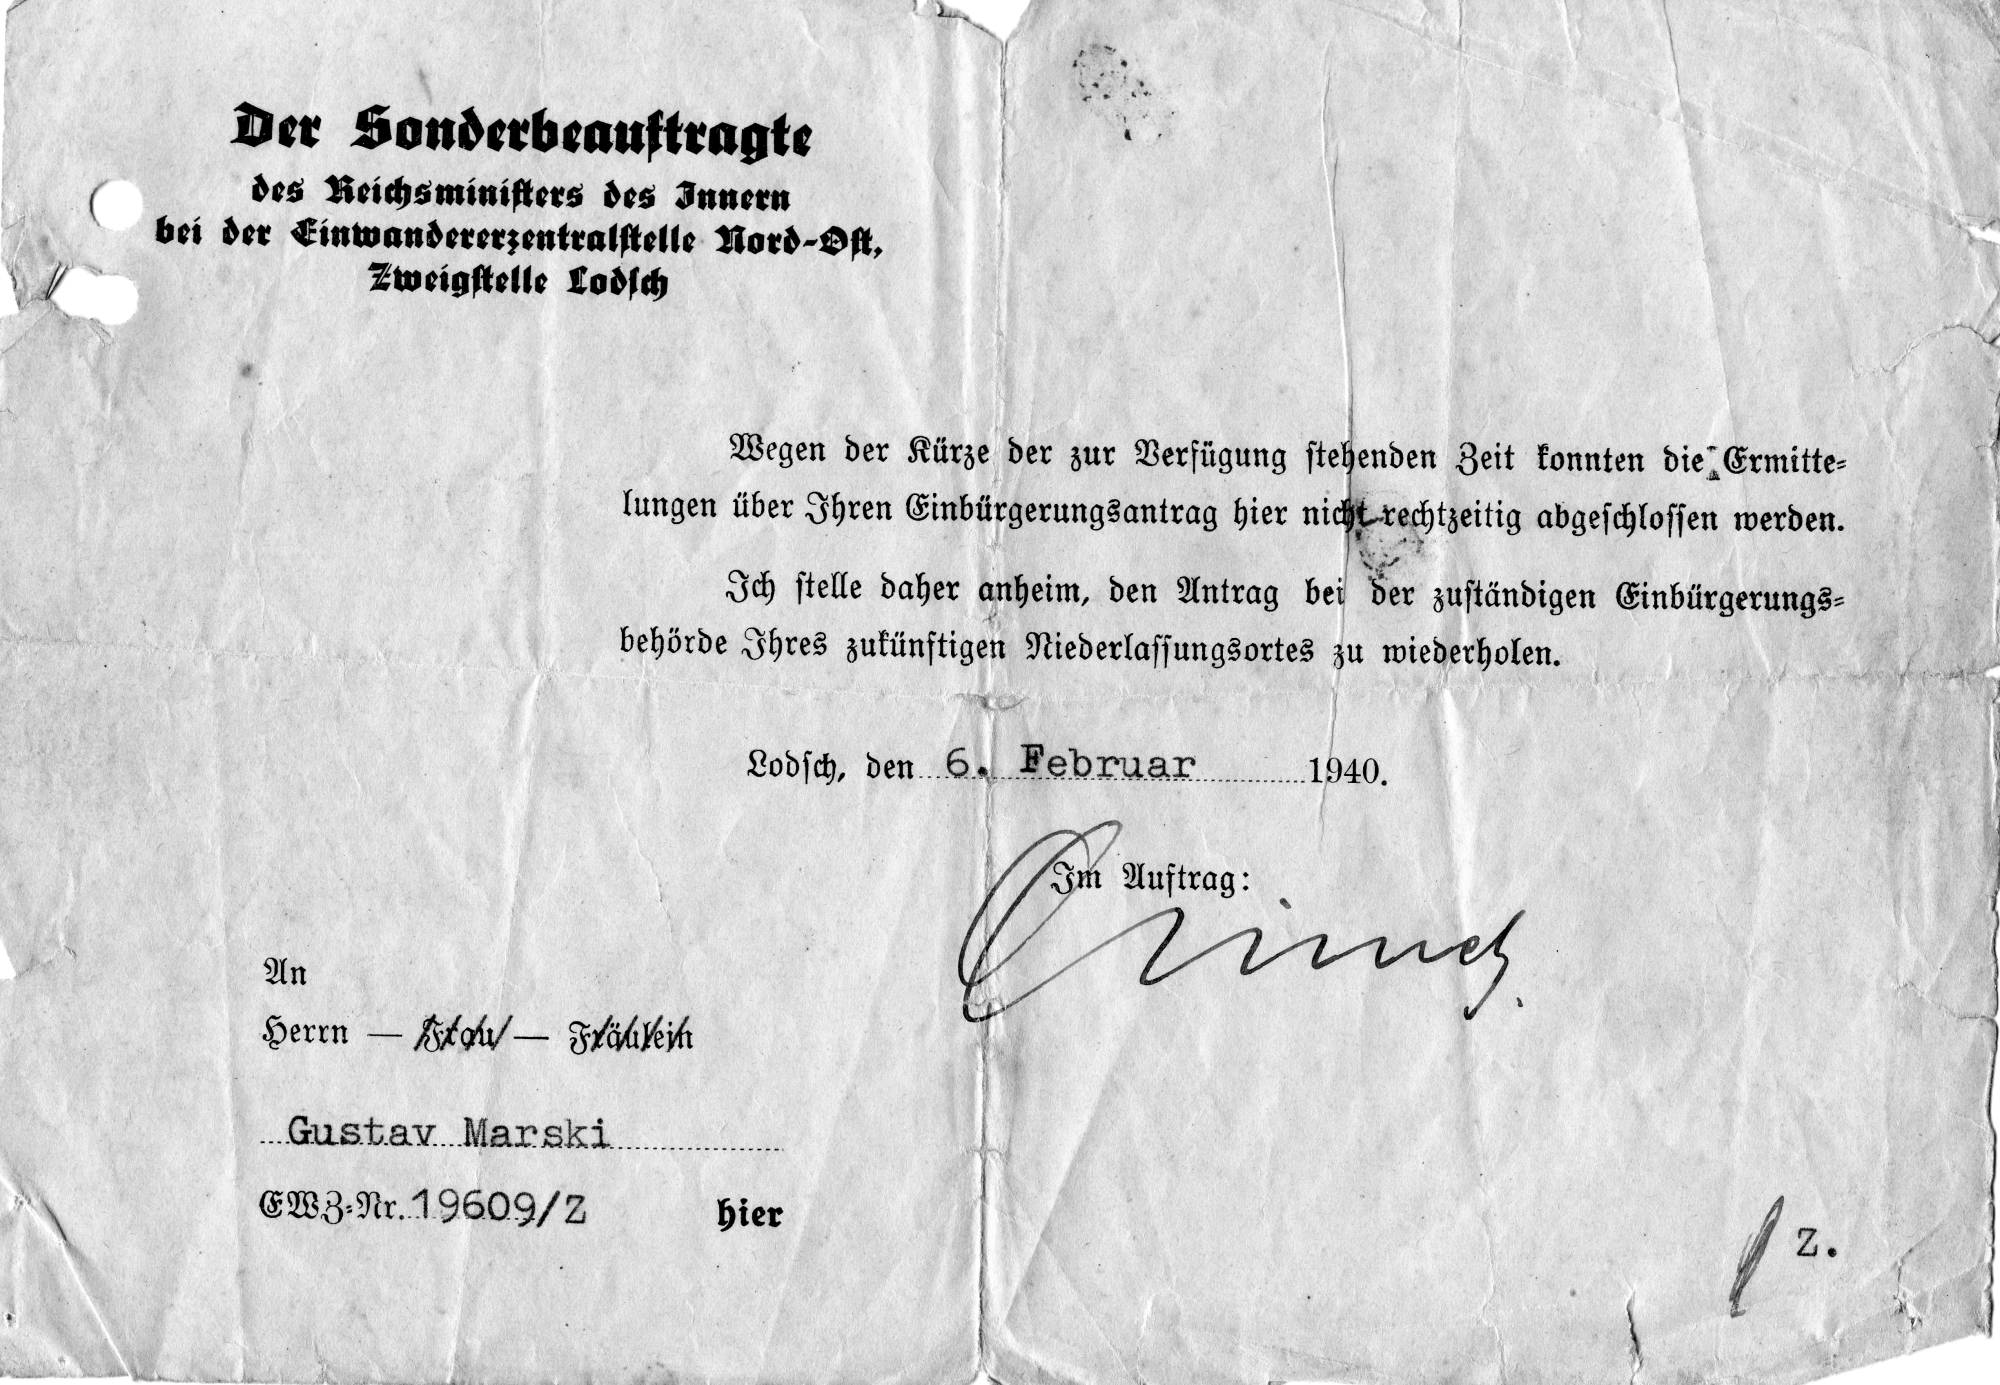 Der Sonderbeauftragte
des Reichsministers des Innern
bei der Einwandererzentralstelle Nord-Ost,
Zweigstelle Lodsch
Wegen der Kürze der zur Verfügung stehenden Zeit konnten die Ermitte-
lungen über Ihren Einbürgerungsantrag hier nicht rechtzeitig abgeschlossen werden.
Ich stelle daher anheim, den Antrag bei der zuständigen Einbürgerungs-
behörde Ihres zukünftigen Niederlassungsortes zu wiederholen.
Lodsch, den 6. Februar 1940.
Im Auftrag:
An
Herrn — Frau — Fräulein
Gustav Marski
EWZ-Nr. 19609/Z hier
Z.